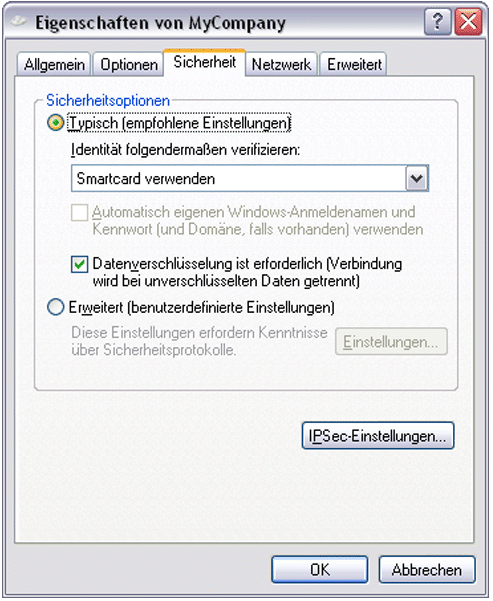 Eigenschaften von MyCompany
Allgemein Optionen Sicherheit Netzwerk Erweitert
Sicherheitsoptionen
Typisch (empfohlene Einstellungen)
Identität folgendermaßen verifizieren:
Smartcard verwenden
Automatisch eigenen Windows-Anmeldenamen und
Kennwort (und Domäne, falls vorhanden) verwenden
Datenverschlüsselung ist erforderlich (Verbindung
wird bei unverschlüsselten Daten getrennt)
Erweitert (benutzerdefinierte Einstellungen)
Diese Einstellungen erfordern Kenntnisse
über Sicherheitsprotokolle.
Einstellungen...
IPSec-Einstellungen...
OK Abbrechen